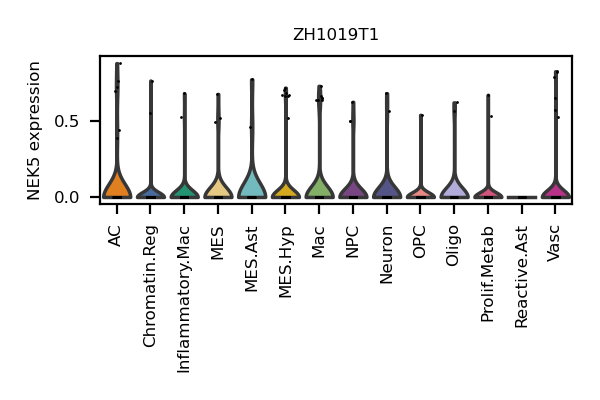 ZH1019T1
NEK5 expression
0.5
0.0
AC
Chromatin.Reg
Inflammatory.Mac
MES
MES.Ast
MES.Hyp
Mac
NPC
Neuron
OPC
Oligo
Prolif.Metab
Reactive.Ast
Vasc